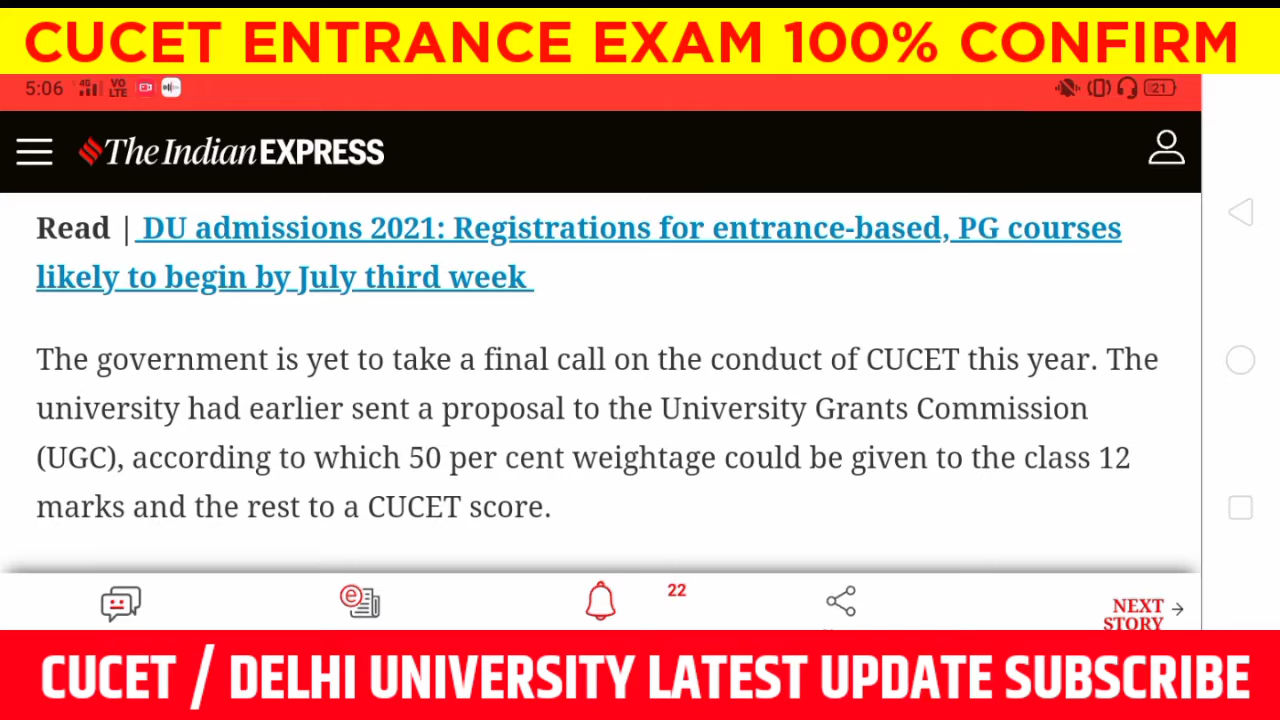 CUCET ENTRANCE EXAM 100% CONFIRM
5:06 4G VO LTE 21
The Indian EXPRESS
Read | DU admissions 2021: Registrations for entrance-based, PG courses
likely to begin by July third week
The government is yet to take a final call on the conduct of CUCET this year. The
university had earlier sent a proposal to the University Grants Commission
(UGC), according to which 50 per cent weightage could be given to the class 12
marks and the rest to a CUCET score.
e 22
NEXT
STORY
CUCET / DELHI UNIVERSITY LATEST UPDATE SUBSCRIBE